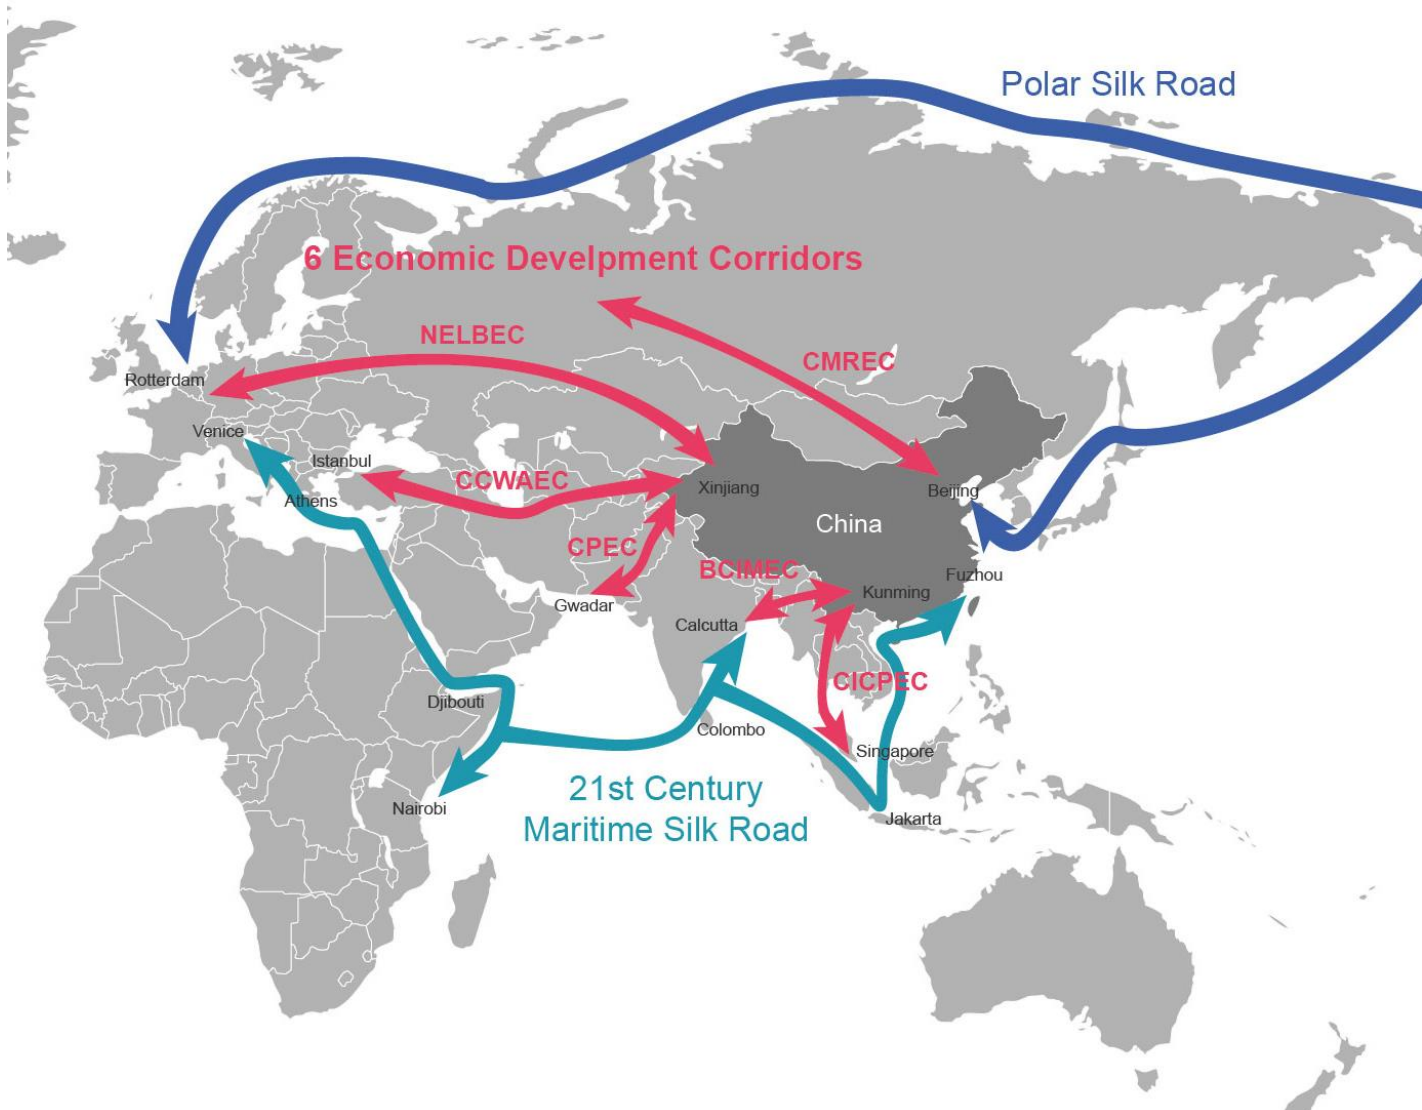 Polar Silk Road
6 Economic Develpment Corridors
NELBEC
CMREC
Rotterdam
Venice
Istanbul
CCWAEC
Xinjiang
Beijing
Athens
China
CPEC
BCIMEC
Fuzhou
Gwadar
Kunming
Calcutta
CICPEC
Djibouti
Colombo
Singapore
21st Century
Maritime Silk Road
Nairobi
Jakarta